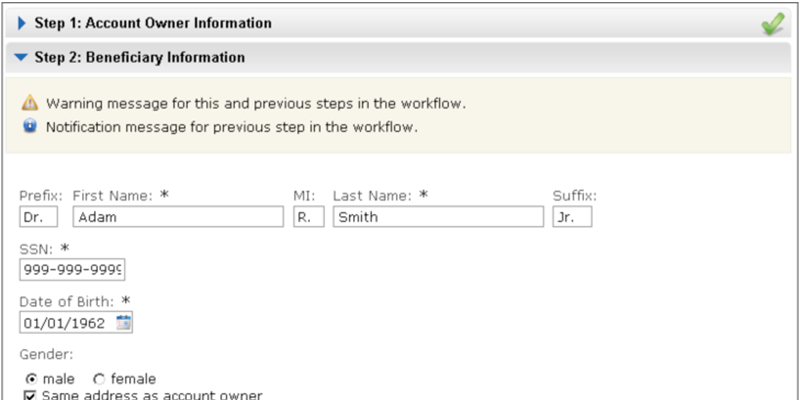 Step 1: Account Owner Information
Step 2: Beneficiary Information
Warning message for this and previous steps in the workflow.
Notification message for previous step in the workflow.
Prefix: First Name: * MI: Last Name: * Suffix:
Dr. Adam R. Smith Jr.
SSN: *
999-999-9999
Date of Birth: *
01/01/1962
Gender:
male female
Same address as account owner